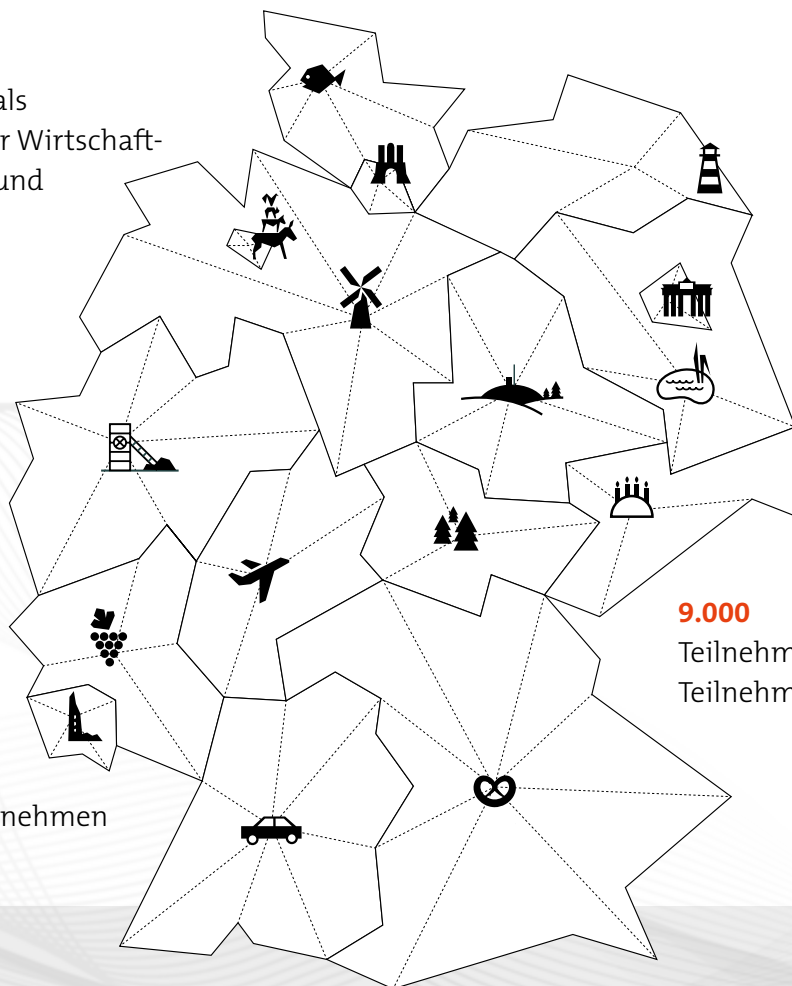 als
r Wirtschaft-
und
9.000
Teilnehm
Teilnehm
nehmen